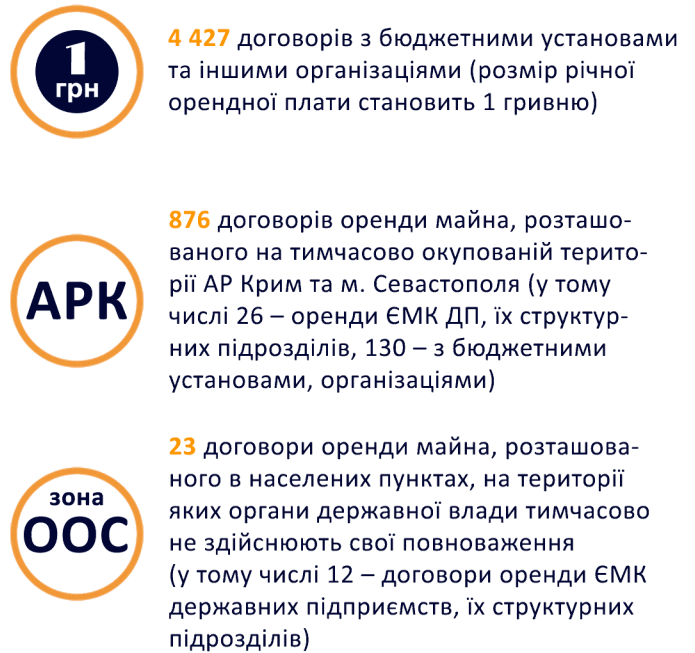 1
грн
4 427 договорів з бюджетними установами
та іншими організаціями (розмір річної
орендної плати становить 1 гривню)
АРК
876 договорів оренди майна, розташо-
ваного на тимчасово окупованій терито-
рії АР Крим та м. Севастополя (у тому
числі 26 – оренди ЄМК ДП, їх структур-
них підрозділів, 130 – з бюджетними
установами, організаціями)
зона
ООС
23 договори оренди майна, розташова-
ного в населених пунктах, на території
яких органи державної влади тимчасово
не здійснюють свої повноваження
(у тому числі 12 – договори оренди ЄМК
державних підприємств, їх структурних
підрозділів)